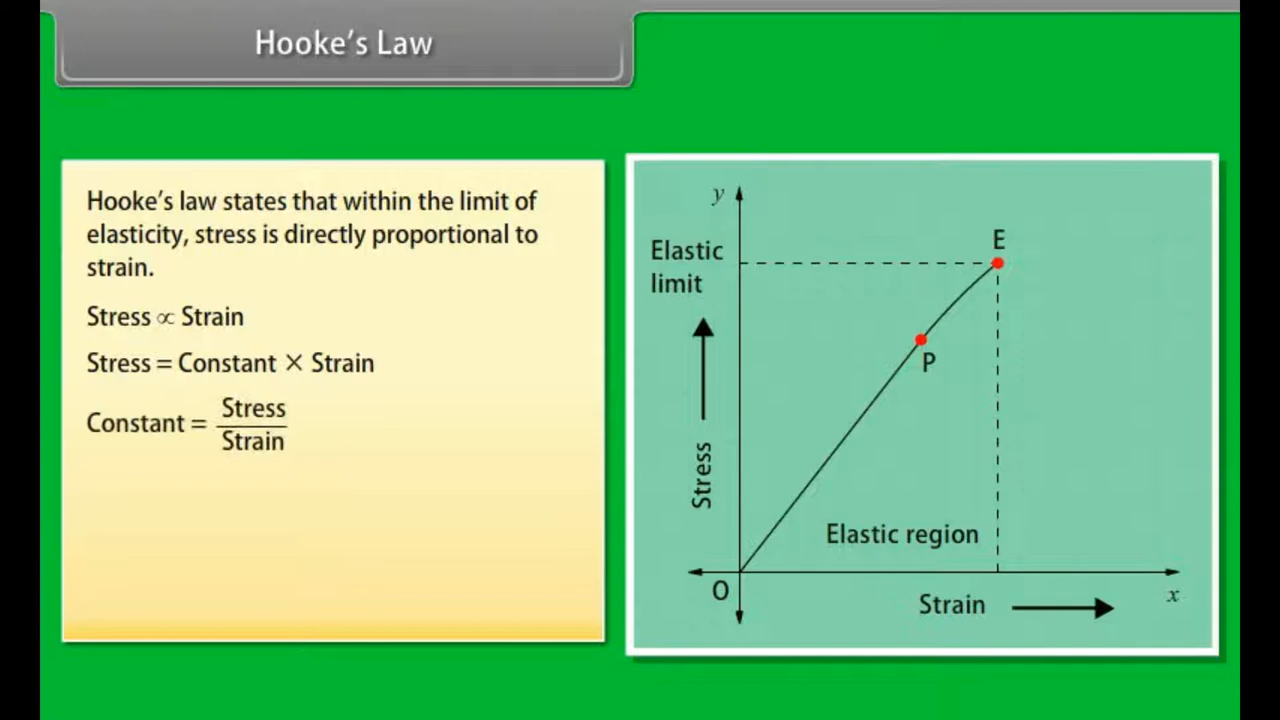 Hooke’s Law
Hooke’s law states that within the limit of
elasticity, stress is directly proportional to
strain.
Stress ∝ Strain
Stress = Constant × Strain
Constant = Stress / Strain
y
Elastic
limit
E
P
Stress
Elastic region
O
Strain
x